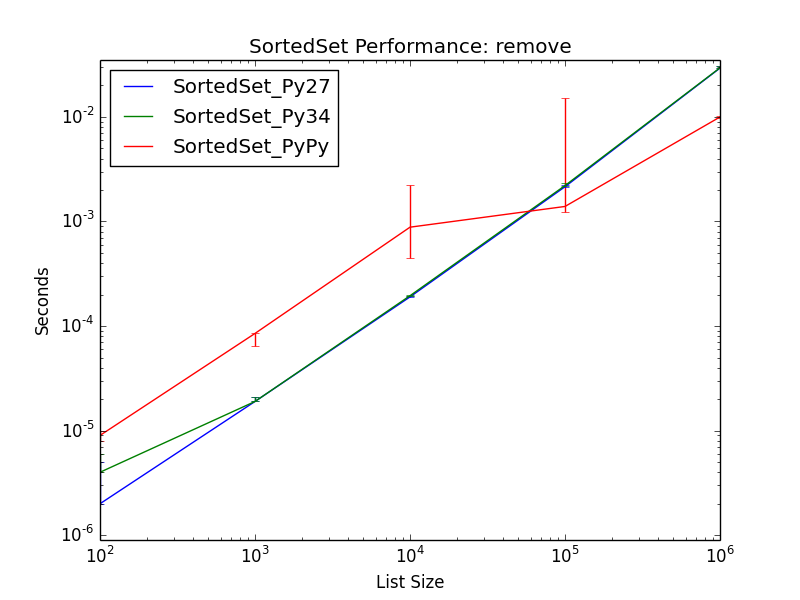 SortedSet Performance: remove
SortedSet_Py27
SortedSet_Py34
SortedSet_PyPy
10^-2
10^-3
10^-4
10^-5
10^-6
Seconds
10^2 10^3 10^4 10^5 10^6
List Size